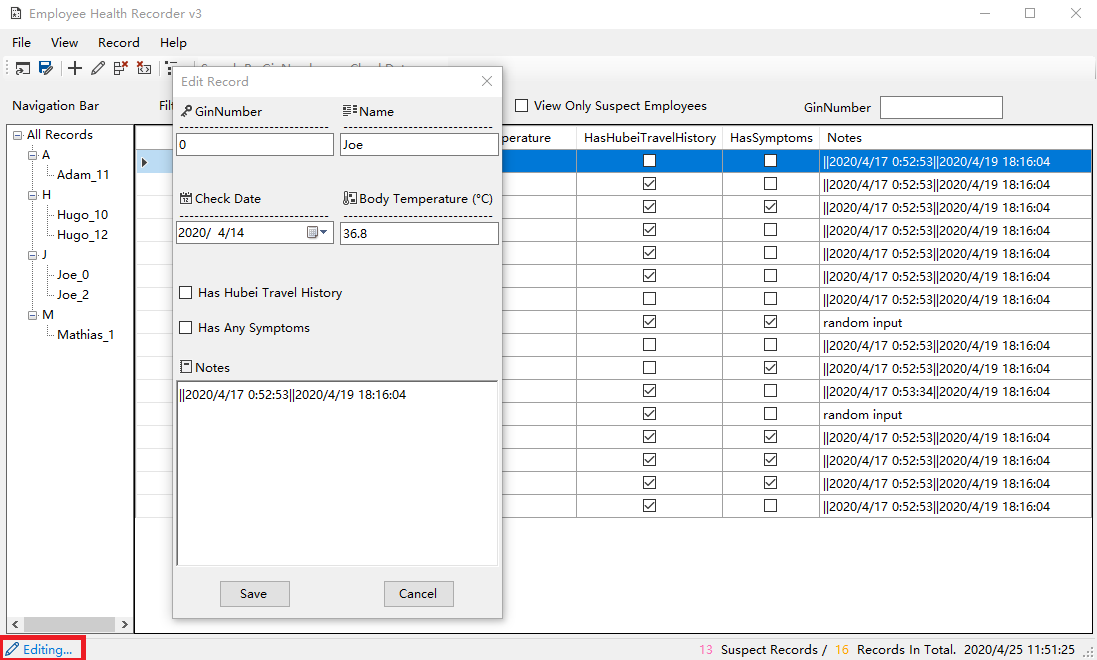 Employee Health Recorder v3
File View Record Help
Navigation Bar
View Only Suspect Employees
GinNumber
All Records
A
Adam_11
H
Hugo_10
Hugo_12
J
Joe_0
Joe_2
M
Mathias_1
Edit Record
GinNumber Name
0 Joe
Check Date Body Temperature (°C)
2020/ 4/14 36.8
Has Hubei Travel History
Has Any Symptoms
Notes
||2020/4/17 0:52:53||2020/4/19 18:16:04
Save Cancel
perature HasHubeiTravelHistory HasSymptoms Notes
||2020/4/17 0:52:53||2020/4/19 18:16:04
||2020/4/17 0:52:53||2020/4/19 18:16:04
||2020/4/17 0:52:53||2020/4/19 18:16:04
||2020/4/17 0:52:53||2020/4/19 18:16:04
||2020/4/17 0:52:53||2020/4/19 18:16:04
||2020/4/17 0:52:53||2020/4/19 18:16:04
||2020/4/17 0:52:53||2020/4/19 18:16:04
random input
||2020/4/17 0:52:53||2020/4/19 18:16:04
||2020/4/17 0:52:53||2020/4/19 18:16:04
||2020/4/17 0:53:34||2020/4/19 18:16:04
random input
||2020/4/17 0:52:53||2020/4/19 18:16:04
||2020/4/17 0:52:53||2020/4/19 18:16:04
||2020/4/17 0:52:53||2020/4/19 18:16:04
||2020/4/17 0:52:53||2020/4/19 18:16:04
Editing...
13 Suspect Records / 16 Records In Total. 2020/4/25 11:51:25